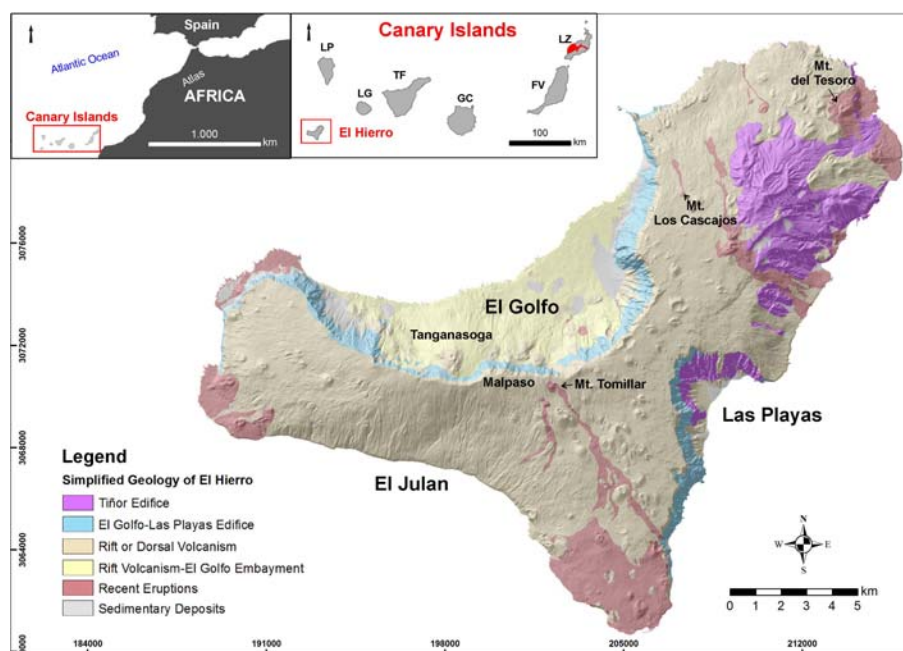 Spain
Atlantic Ocean
Atlas
AFRICA
Canary Islands
1.000
km
Canary Islands
LP
LG
TF
GC
FV
LZ
El Hierro
100
km
Mt.
del Tesoro
Mt.
Los Cascajos
El Golfo
Tanganasoga
Malpaso
Mt. Tomillar
Las Playas
El Julan
3076000
3072000
3068000
3064000
Legend
Simplified Geology of El Hierro
Tiñor Edifice
El Golfo-Las Playas Edifice
Rift or Dorsal Volcanism
Rift Volcanism-El Golfo Embayment
Recent Eruptions
Sedimentary Deposits
N
W
E
S
km
0 1 2 3 4 5
184000
191000
198000
205000
212000